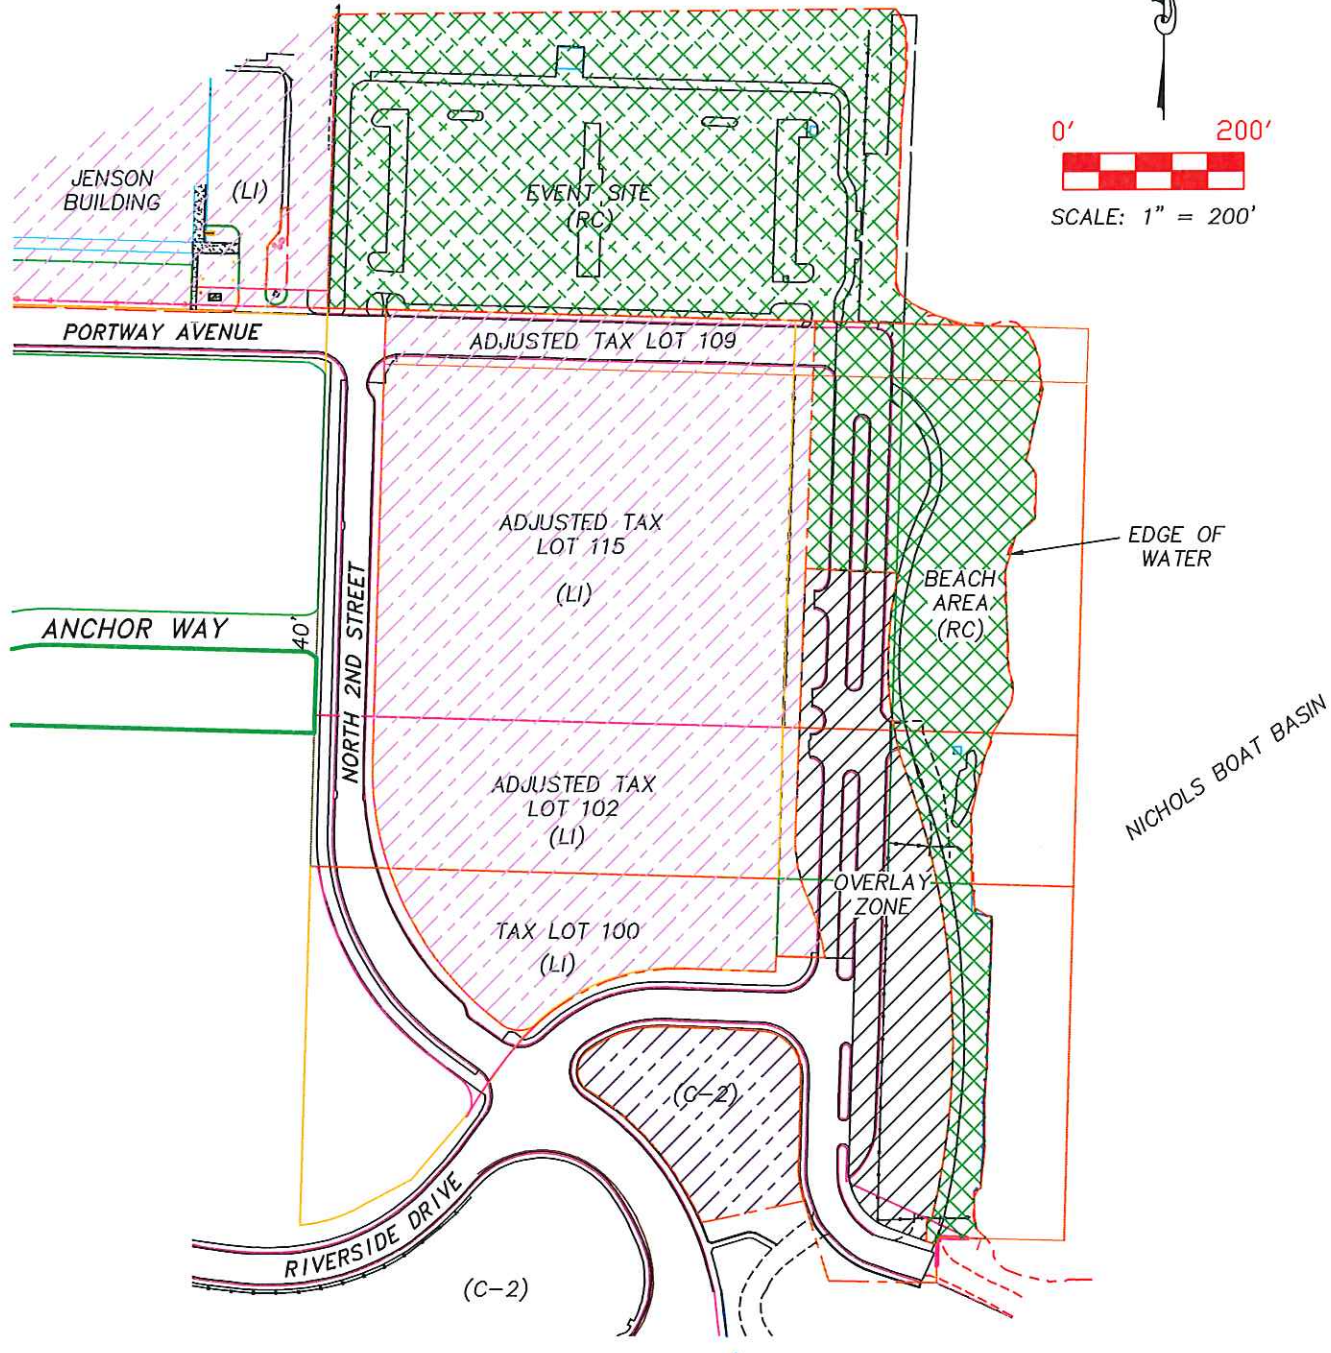 0' 200'
SCALE: 1" = 200'
JENSON
BUILDING
(LI)
EVENT SITE
(RC)
PORTWAY AVENUE
ADJUSTED TAX LOT 109
ADJUSTED TAX
LOT 115
(LI)
EDGE OF
WATER
BEACH
AREA
(RC)
ANCHOR WAY
40'
NORTH 2ND STREET
NICHOLS BOAT BASIN
ADJUSTED TAX
LOT 102
(LI)
OVERLAY
ZONE
TAX LOT 100
(LI)
(C-2)
RIVERSIDE DRIVE
(C-2)